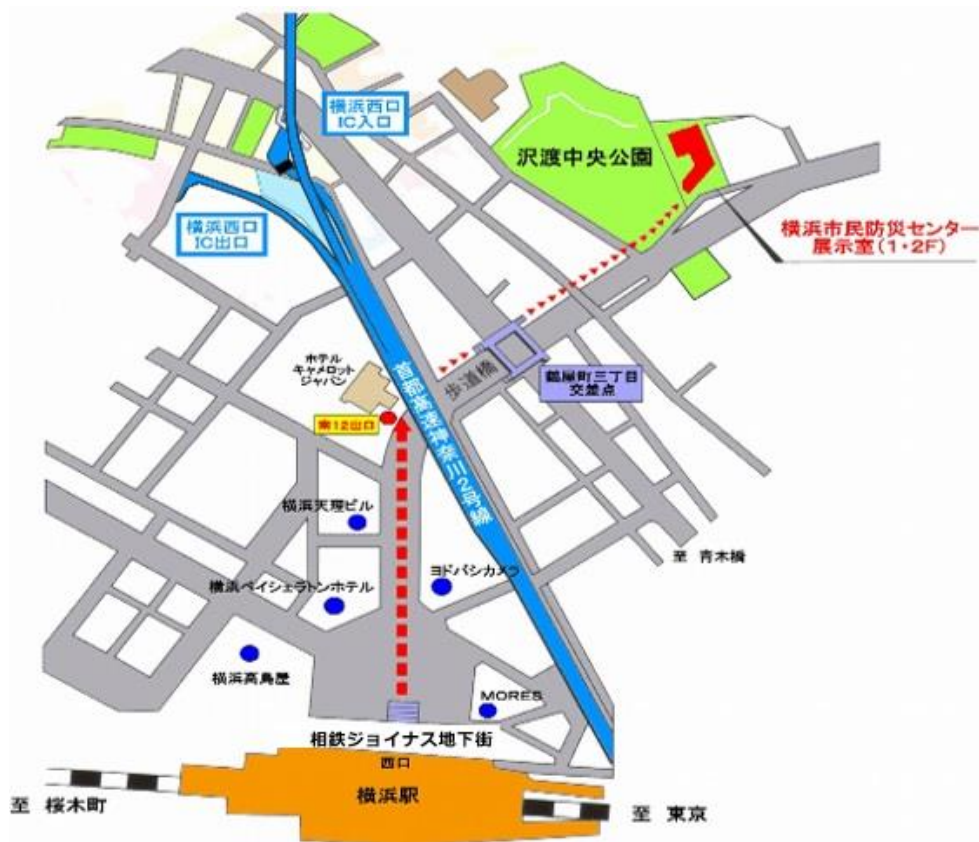 横浜西口
IC入口
沢渡中央公園
横浜西口
IC出口
横浜市民防災センター
展示室(1・2F)
ホテル
キャメロット
ジャパン
首都高速神奈川2号線
歩道橋
鶴屋町三丁目
交差点
南12出口
横浜天理ビル
至 青木橋
ヨドバシカメラ
横浜ベイシェラトンホテル
横浜高島屋
MORES
相鉄ジョイナス地下街
西口
横浜駅
至 桜木町
至 東京